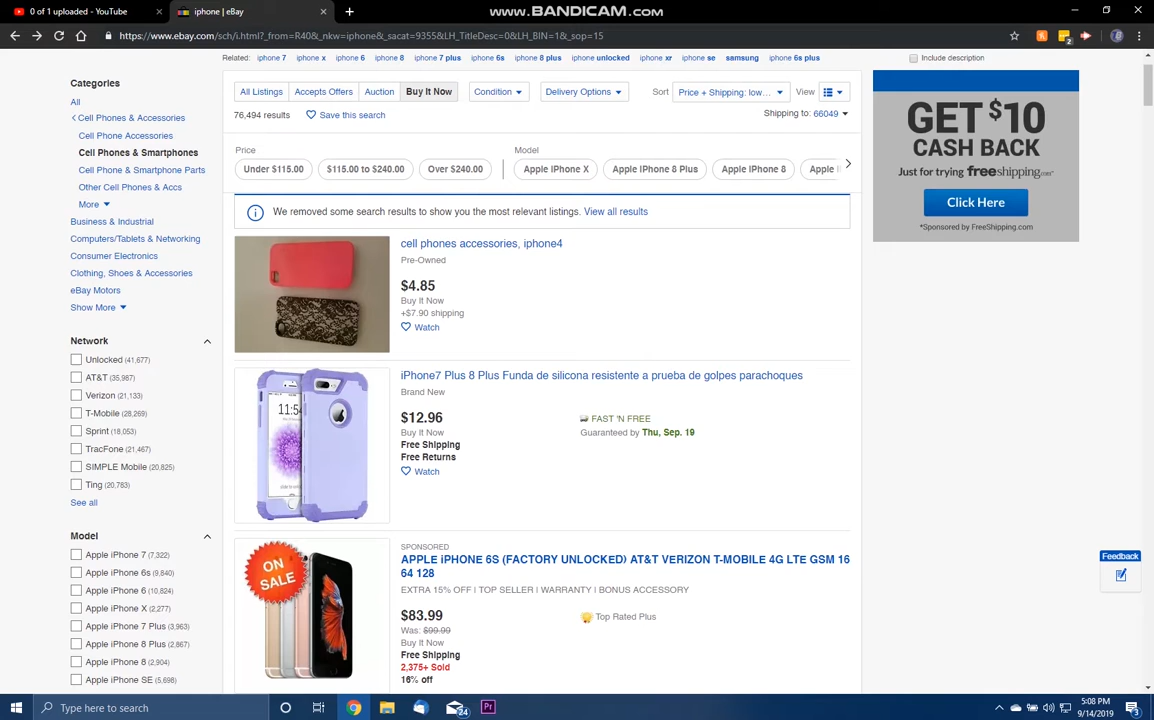 0 of 1 uploaded - YouTube
iphone | eBay
WWW.BANDICAM.COM
https://www.ebay.com/sch/i.html?_from=R40&_nkw=iphone&_sacat=9355&LH_TitleDesc=0&LH_BIN=1&_sop=15
Related: iphone 7 iphone x iphone 6 iphone 8 iphone 7 plus iphone 6s iphone 8 plus iphone unlocked iphone xr iphone se samsung iphone 6s plus
Include description
Categories
All
Cell Phones & Accessories
Cell Phone Accessories
Cell Phones & Smartphones
Cell Phone & Smartphone Parts
Other Cell Phones & Accs
More
Business & Industrial
Computers/Tablets & Networking
Consumer Electronics
Clothing, Shoes & Accessories
eBay Motors
Show More
Network
Unlocked (41,677)
AT&T (35,987)
Verizon (21,133)
T-Mobile (28,269)
Sprint (18,053)
TracFone (21,467)
SIMPLE Mobile (20,825)
Ting (20,783)
See all
Model
Apple iPhone 7 (7,322)
Apple iPhone 6s (9,840)
Apple iPhone 6 (10,824)
Apple iPhone X (2,277)
Apple iPhone 7 Plus (3,963)
Apple iPhone 8 Plus (2,867)
Apple iPhone 8 (2,904)
Apple iPhone SE (5,698)
All Listings Accepts Offers Auction Buy It Now Condition Delivery Options Sort Price + Shipping: low... View
76,494 results Save this search Shipping to: 66049
Price
Under $115.00 $115.00 to $240.00 Over $240.00
Model
Apple iPhone X Apple iPhone 8 Plus Apple iPhone 8 Apple
We removed some search results to show you the most relevant listings. View all results
cell phones accessories, iphone4
Pre-Owned
$4.85
Buy It Now
+$7.90 shipping
Watch
11:54
iPhone7 Plus 8 Plus Funda de silicona resistente a prueba de golpes parachoques
Brand New
$12.96
Buy It Now
Free Shipping
Free Returns
Watch
FAST 'N FREE
Guaranteed by Thu, Sep. 19
ON
SALE
SPONSORED
APPLE iPHONE 6S (FACTORY UNLOCKED) AT&T VERIZON T-MOBILE 4G LTE GSM 16
64 128
EXTRA 15% OFF | TOP SELLER | WARRANTY | BONUS ACCESSORY
$83.99
Was: $99.99
Buy It Now
Free Shipping
2,375+ Sold
16% off
Top Rated Plus
GET $10
CASH BACK
Just for trying freeshipping.com
Click Here
*Sponsored by FreeShipping.com
Feedback
Type here to search
24
Pr
5:08 PM
9/14/2019
3